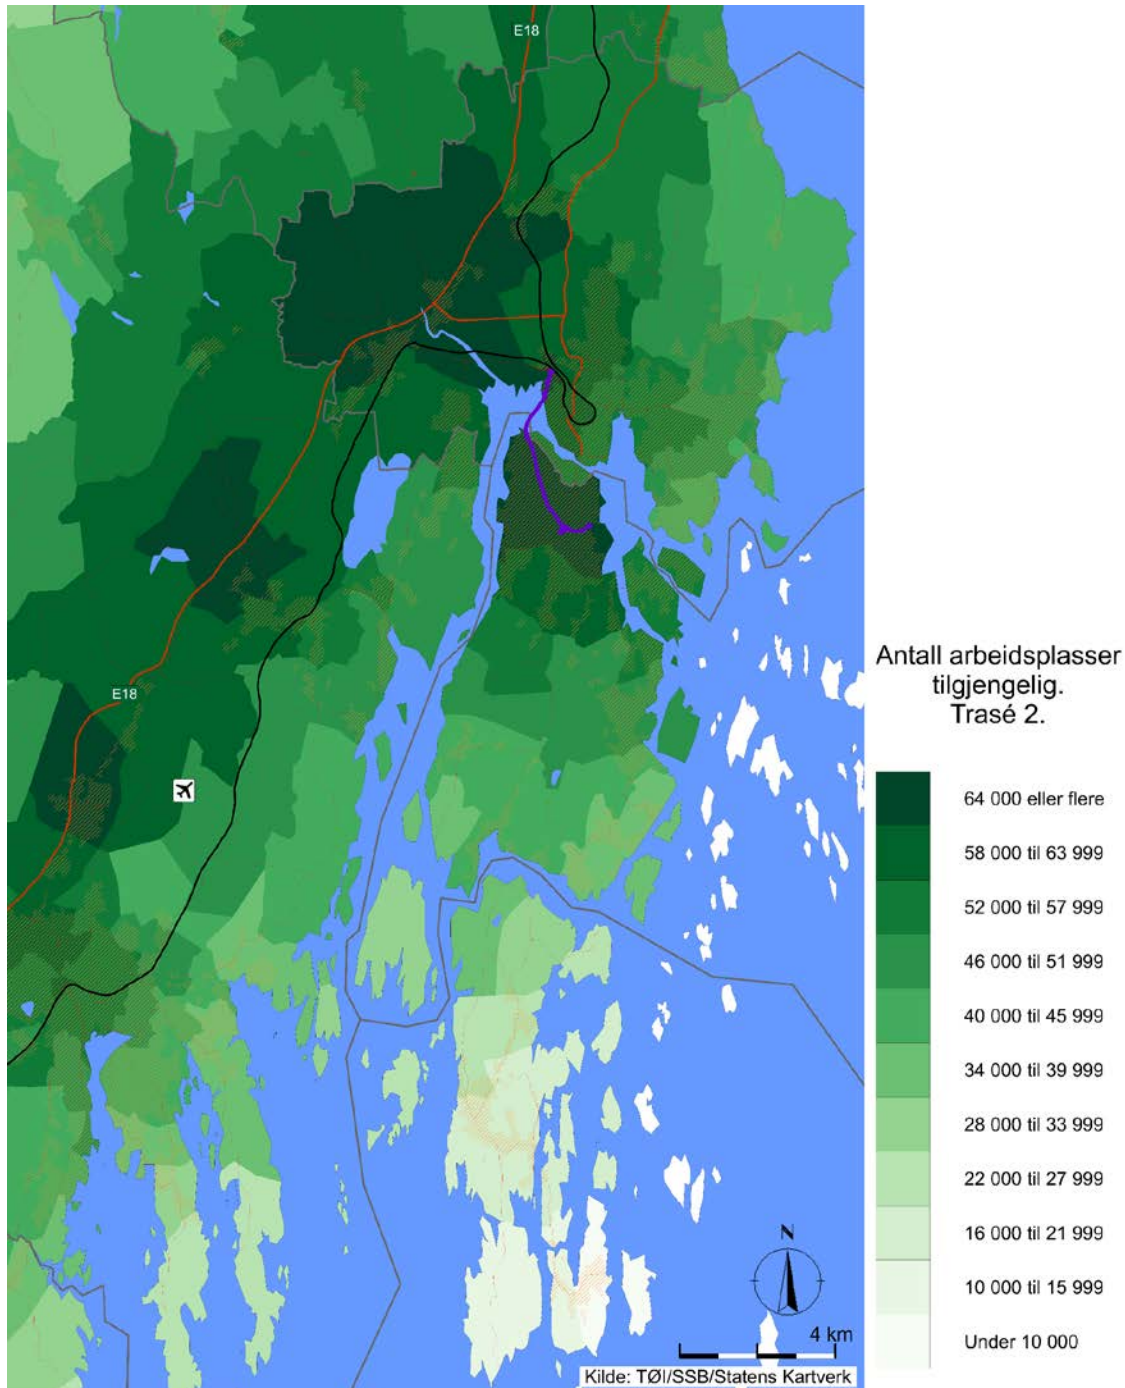 E18
E18
N
4 km
Kilde: TØI/SSB/Statens Kartverk
Antall arbeidsplasser
tilgjengelig.
Trasé 2.
64 000 eller flere
58 000 til 63 999
52 000 til 57 999
46 000 til 51 999
40 000 til 45 999
34 000 til 39 999
28 000 til 33 999
22 000 til 27 999
16 000 til 21 999
10 000 til 15 999
Under 10 000